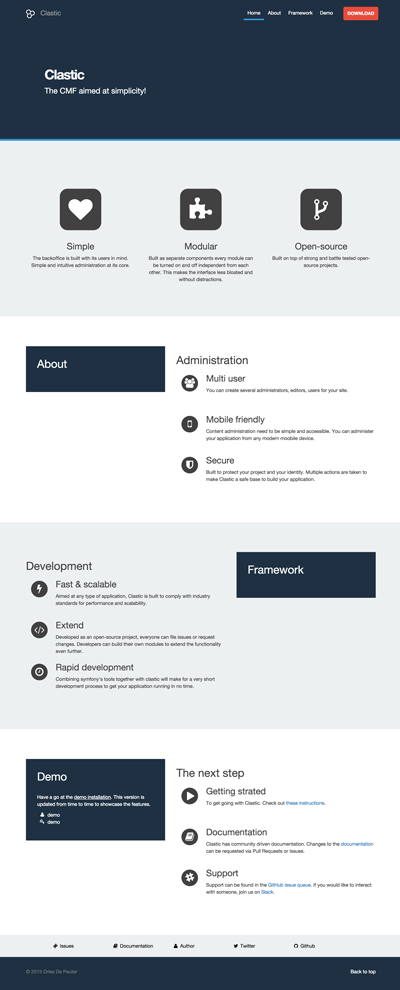 Clastic
Home About Framework Demo DOWNLOAD
Clastic
The CMF aimed at simplicity!
Simple
The backoffice is built with its users in mind.
Simple and intuitive administration at its core.
Modular
Built as separate components every module can
be turned on and off independent from each
other. This makes the interface less bloated and
without distractions.
Open-source
Built on top of strong and battle tested open-
source projects.
About
Administration
Multi user
You can create several administrators, editors, users for your site.
Mobile friendly
Content administration need to be simple and accessible. You can administer
your application from any modern moobile device.
Secure
Built to protect your project and your identity. Multiple actions are taken to
make Clastic a safe base to build your application.
Development
Fast & scalable
Aimed at any type of application, Clastic is built to comply with industry
standards for performance and scalability.
Extend
Developed as an open-source project, everyone can file issues or request
changes. Developers can build their own modules to extend the functionality
even further.
Rapid development
Combining symfony's tools together with clastic will make for a very short
development process to get your application running in no time.
Framework
Demo
Have a go at the demo installation. This version is
updated from time to time to showcase the features.
demo
demo
The next step
Getting strated
To get going with Clastic. Check out these instructions.
Documentation
Clastic has community driven documentation. Changes to the documentation
can be requested via Pull Requests or issues.
Support
Support can be found in the GitHub issue queue. If you would like to interact
with someone, join us on Slack.
Issues Documentation Author Twitter Github
© 2015 Dries De Peuter
Back to top